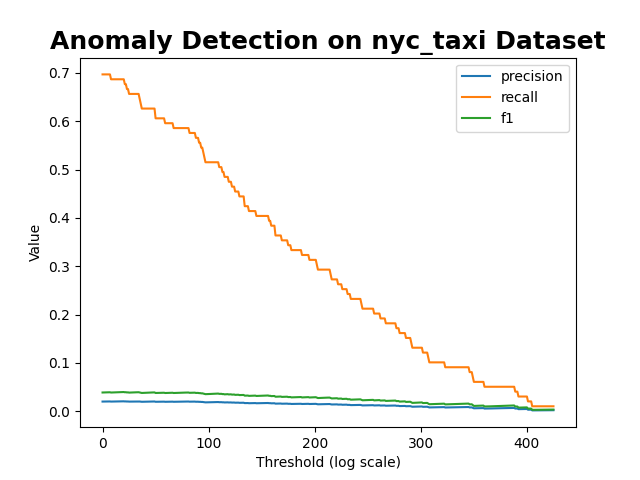 Anomaly Detection on nyc_taxi Dataset
precision
recall
f1
Value
0.7
0.6
0.5
0.4
0.3
0.2
0.1
0.0
0
100
200
300
400
Threshold (log scale)